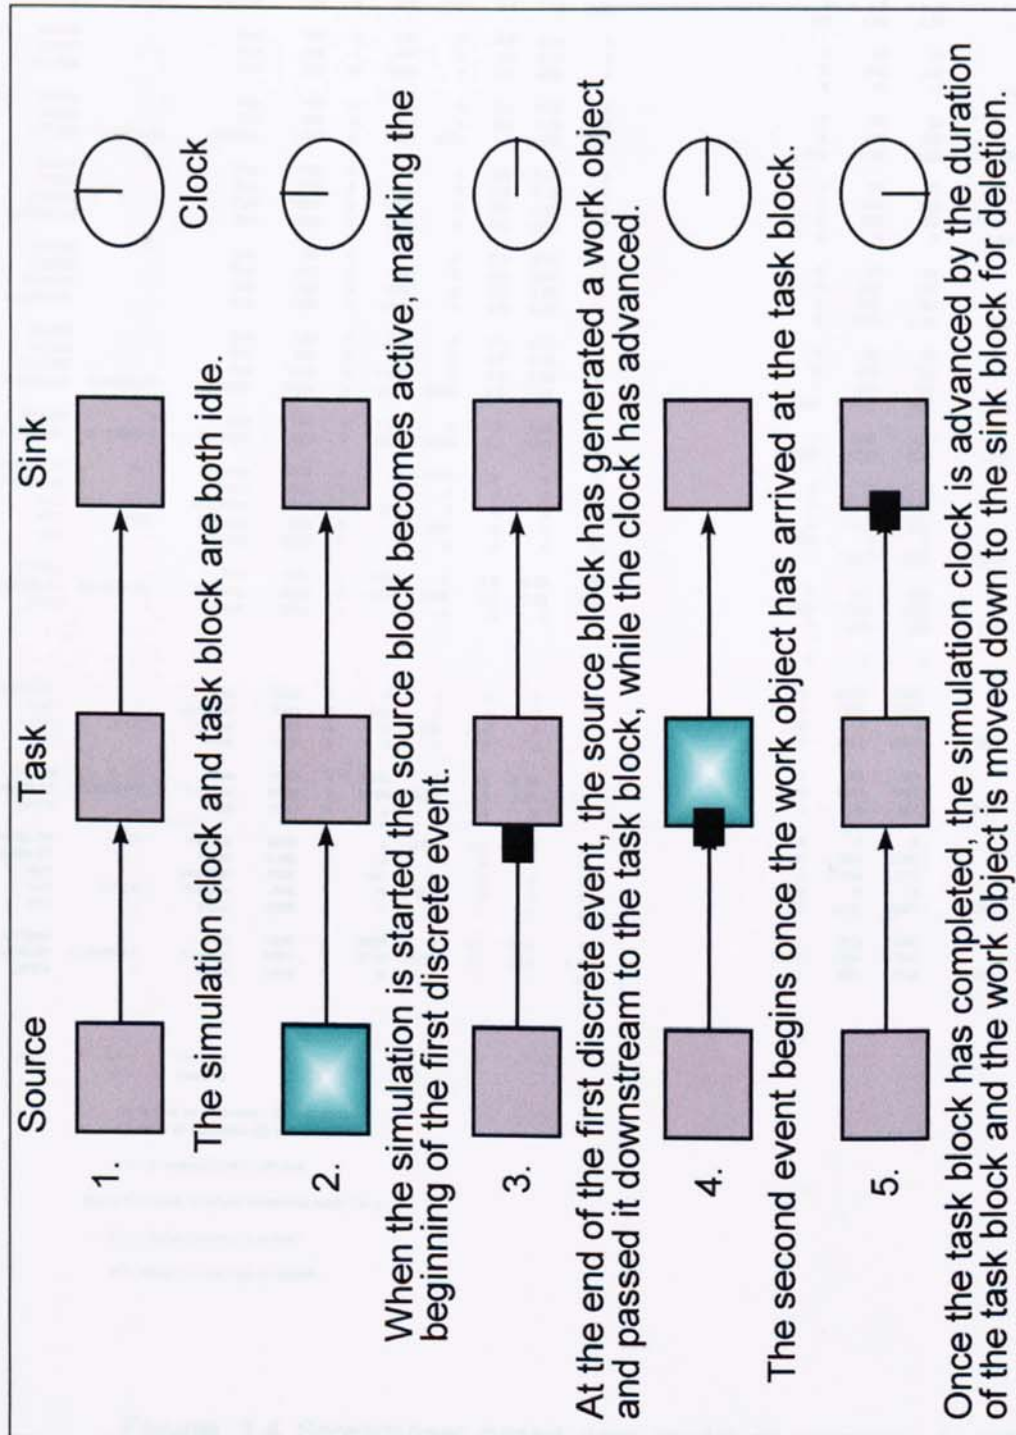 Source Task Sink
1.
Clock
The simulation clock and task block are both idle.
2.
When the simulation is started the source block becomes active, marking the
beginning of the first discrete event.
3.
At the end of the first discrete event, the source block has generated a work object
and passed it downstream to the task block, while the clock has advanced.
4.
The second event begins once the work object has arrived at the task block.
5.
Once the task block has completed, the simulation clock is advanced by the duration
of the task block and the work object is moved down to the sink block for deletion.